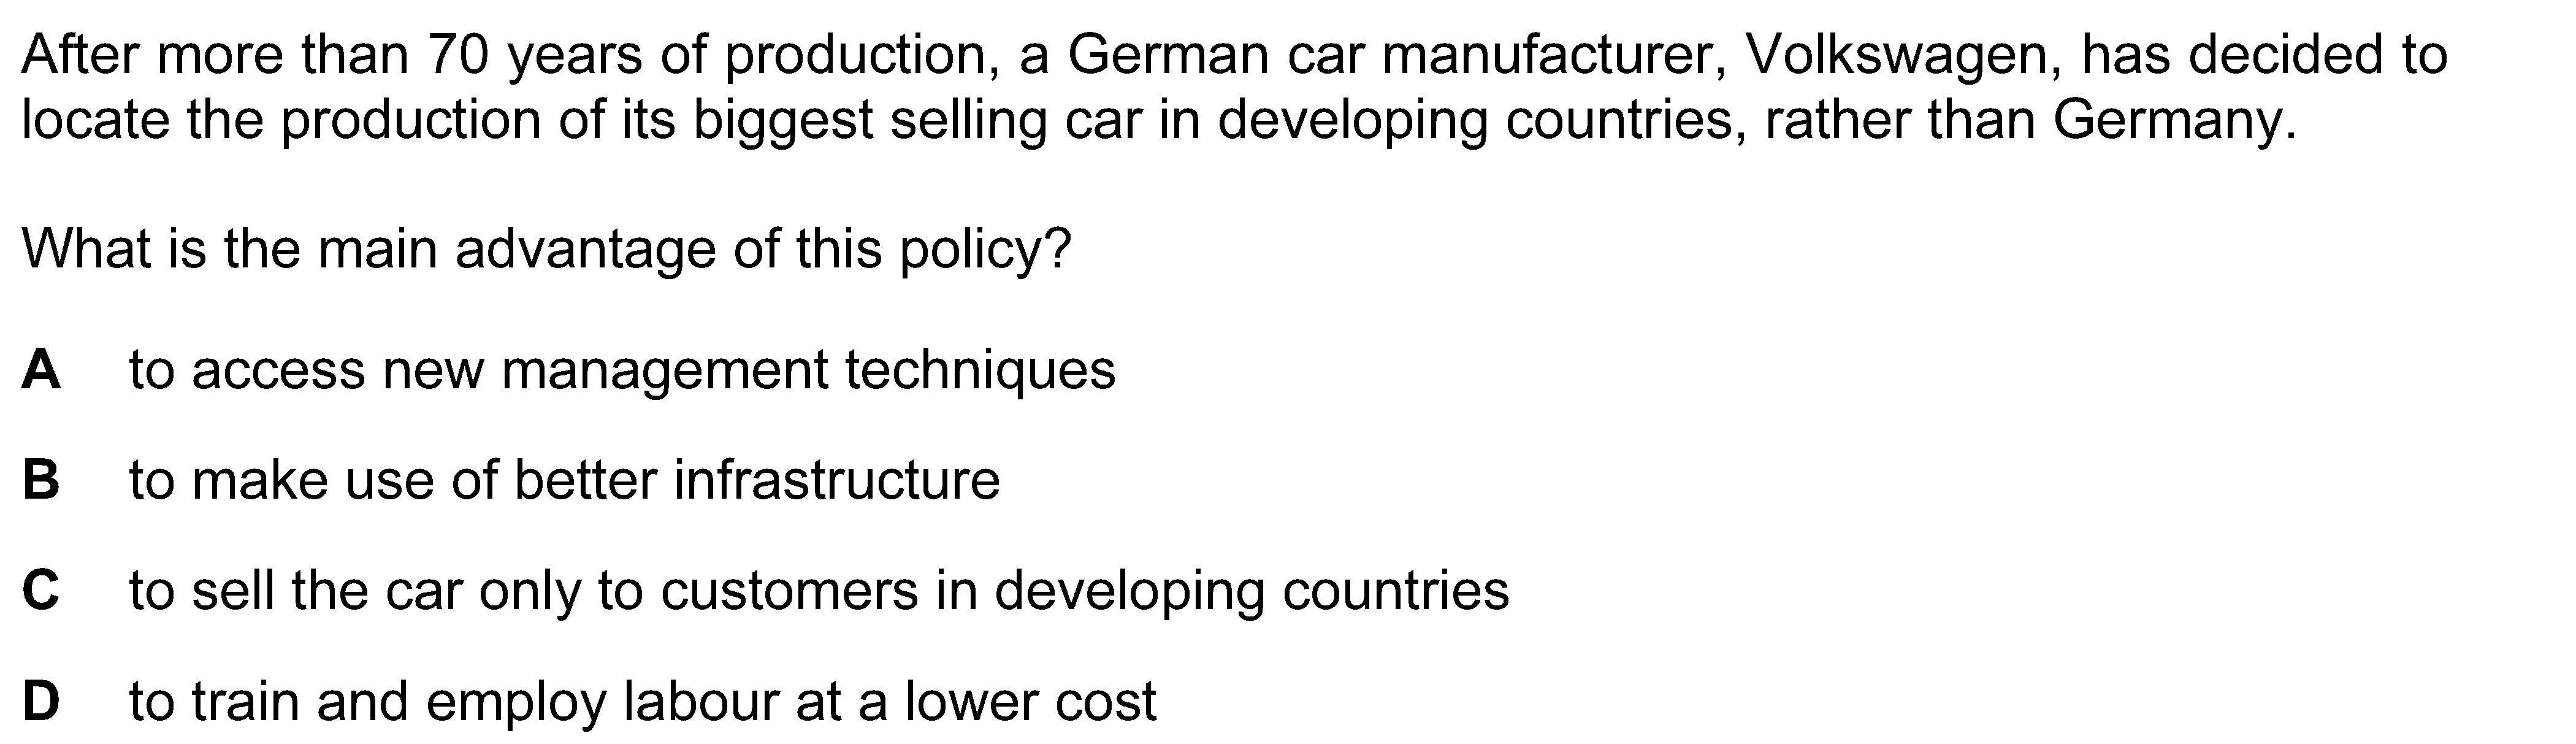 After more than 70 years of production, a German car manufacturer, Volkswagen, has decided to
locate the production of its biggest selling car in developing countries, rather than Germany.
What is the main advantage of this policy?
A to access new management techniques
B to make use of better infrastructure
C to sell the car only to customers in developing countries
D to train and employ labour at a lower cost